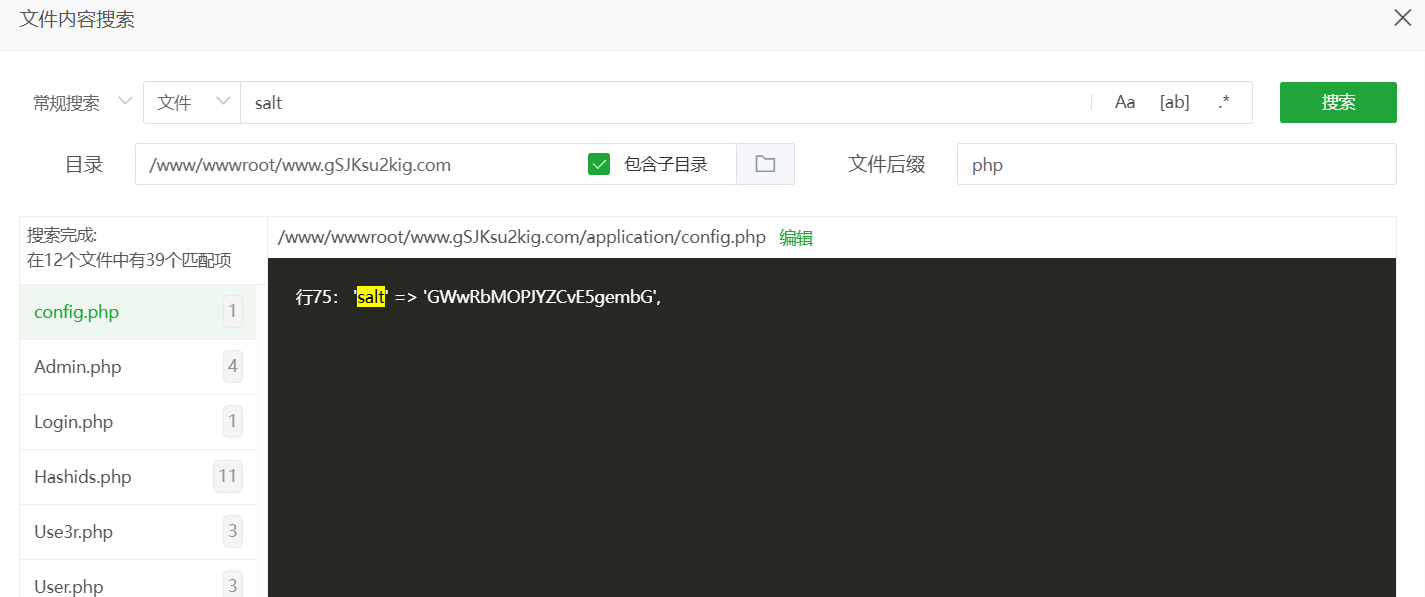 文件内容搜索
常规搜索 文件 salt Aa [ab] .* 搜索
目录 /www/wwwroot/www.gSJKsu2kig.com 包含子目录 文件后缀 php
搜索完成:
在12个文件中有39个匹配项
/www/wwwroot/www.gSJKsu2kig.com/application/config.php 编辑
行75： 'salt' => 'GWwRbMOPJYZCvE5gembG',
config.php 1
Admin.php 4
Login.php 1
Hashids.php 11
Use3r.php 3
User.php 3